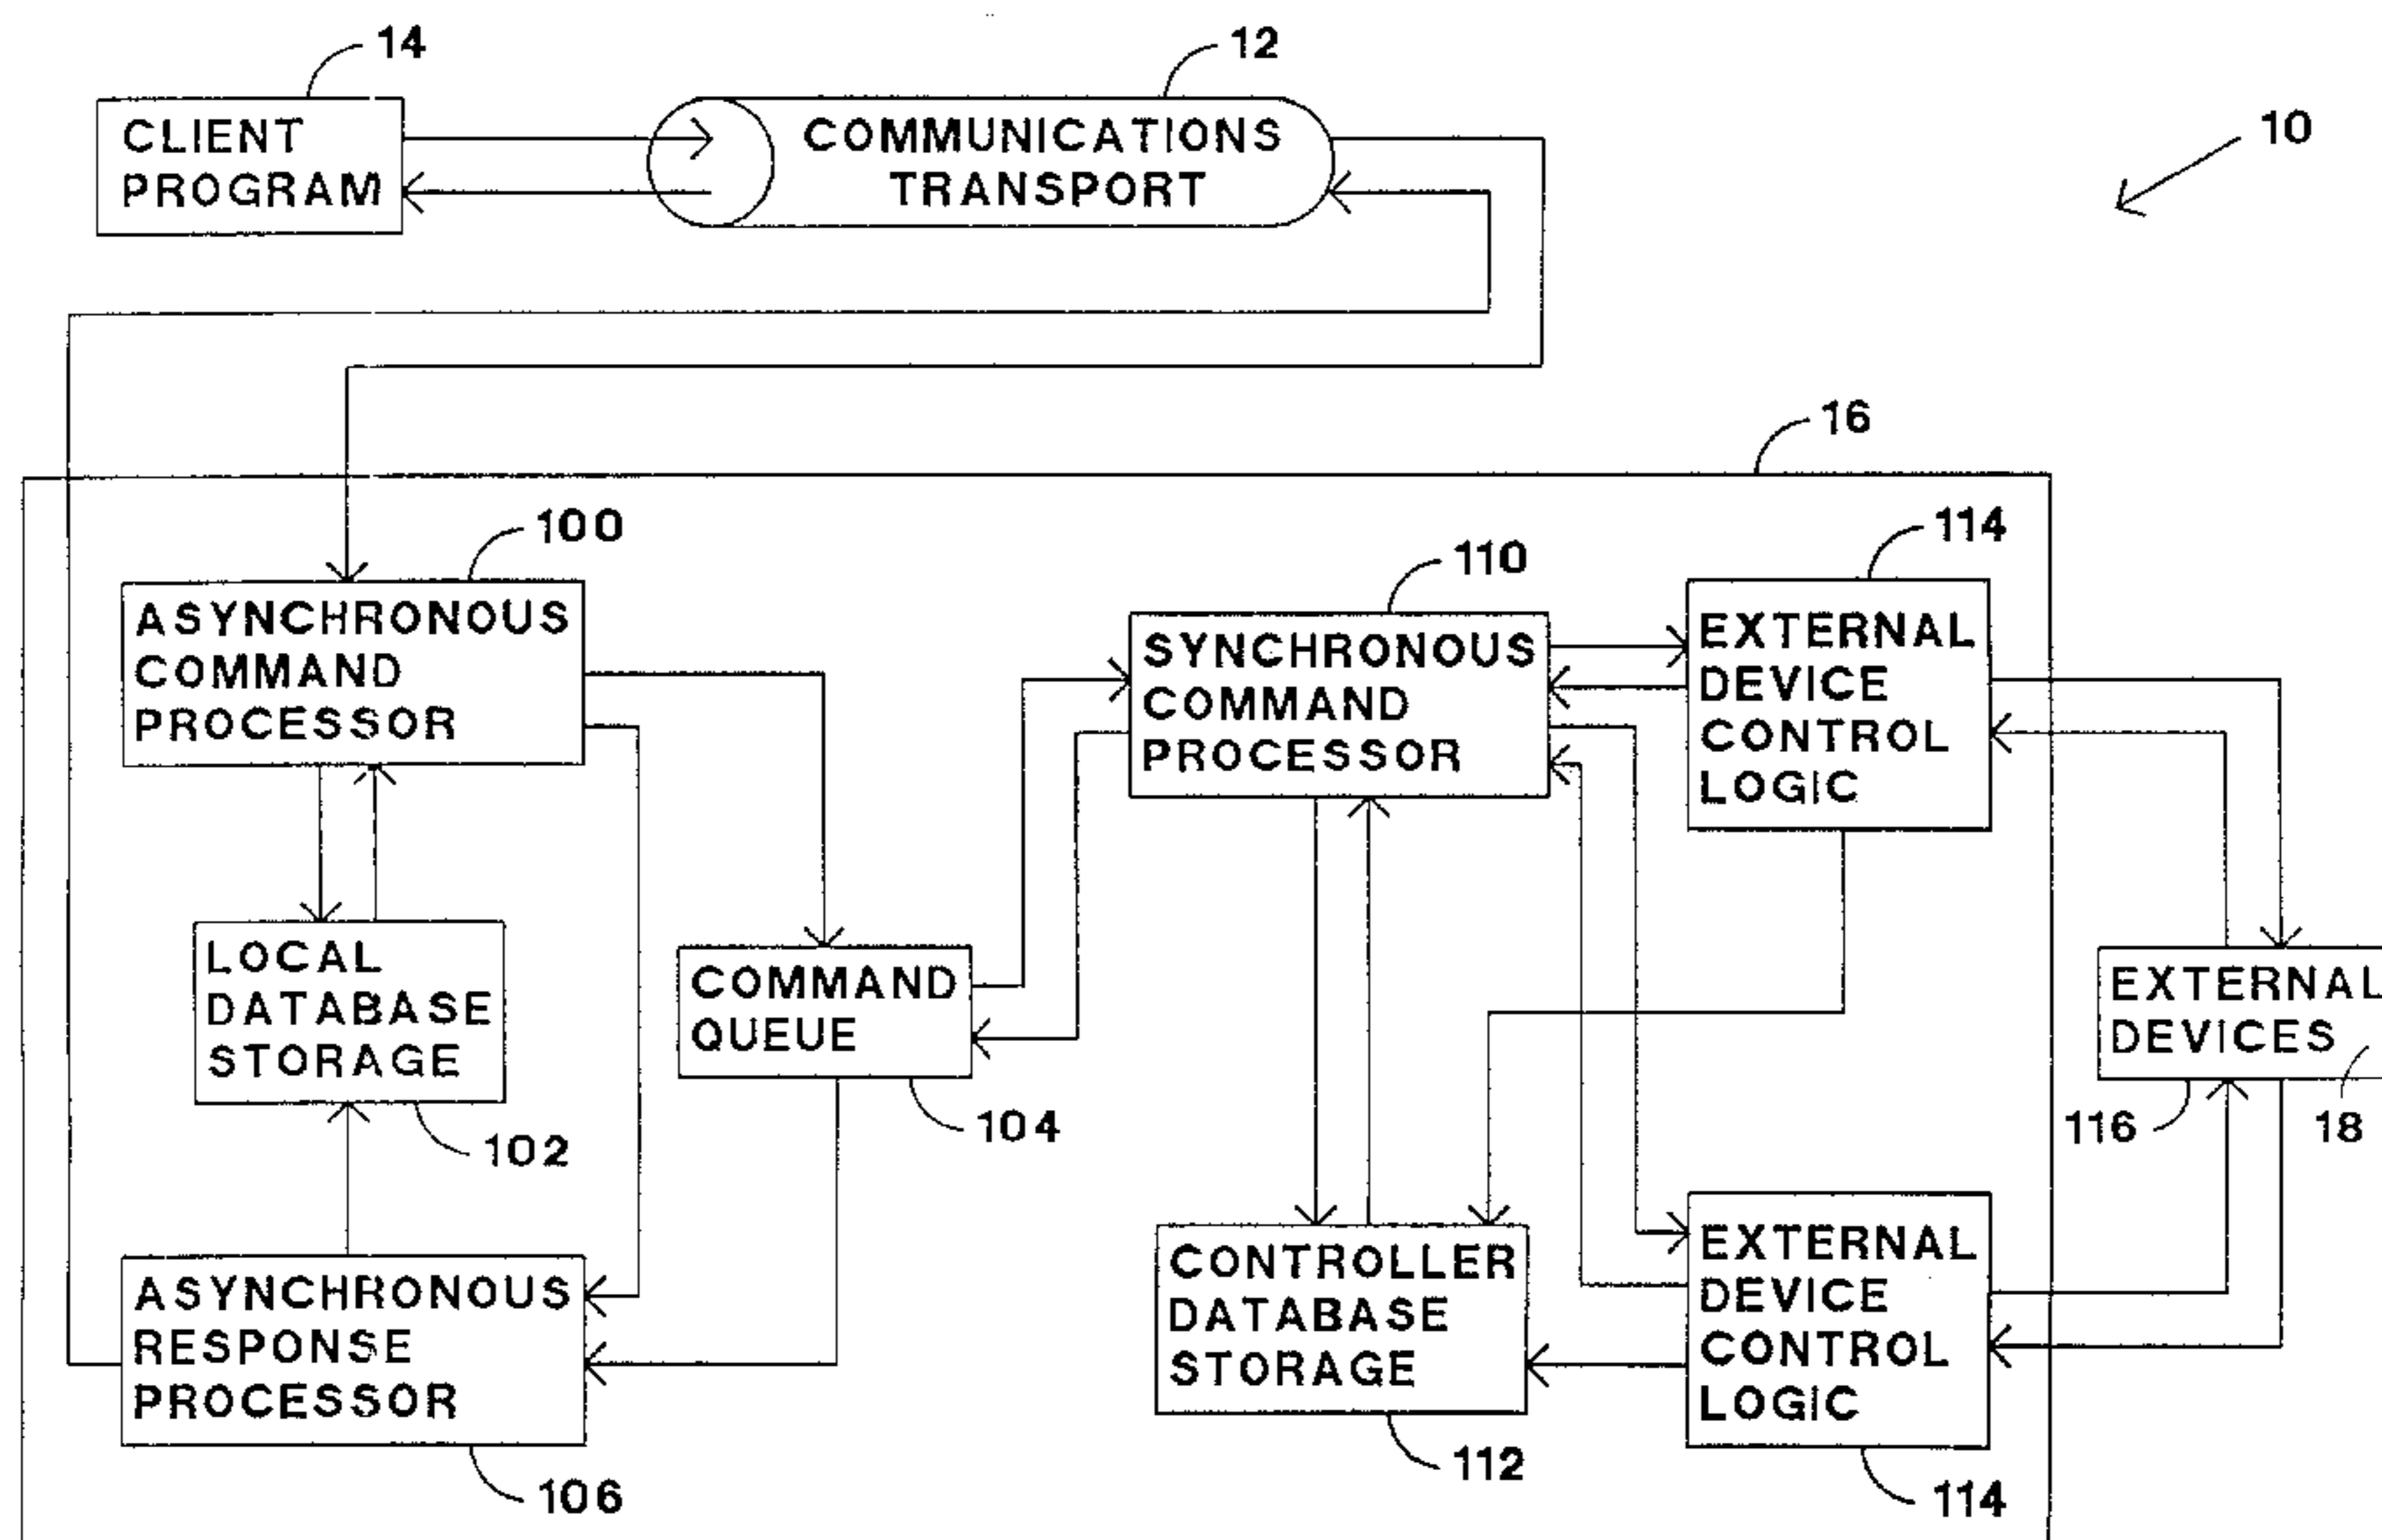 14
12
10
CLIENT
PROGRAM
COMMUNICATIONS
TRANSPORT
16
100
ASYNCHRONOUS
COMMAND
PROCESSOR
110
SYNCHRONOUS
COMMAND
PROCESSOR
114
EXTERNAL
DEVICE
CONTROL
LOGIC
LOCAL
DATABASE
STORAGE
102
COMMAND
QUEUE
104
EXTERNAL
DEVICES
116
18
ASYNCHRONOUS
RESPONSE
PROCESSOR
106
CONTROLLER
DATABASE
STORAGE
112
EXTERNAL
DEVICE
CONTROL
LOGIC
114